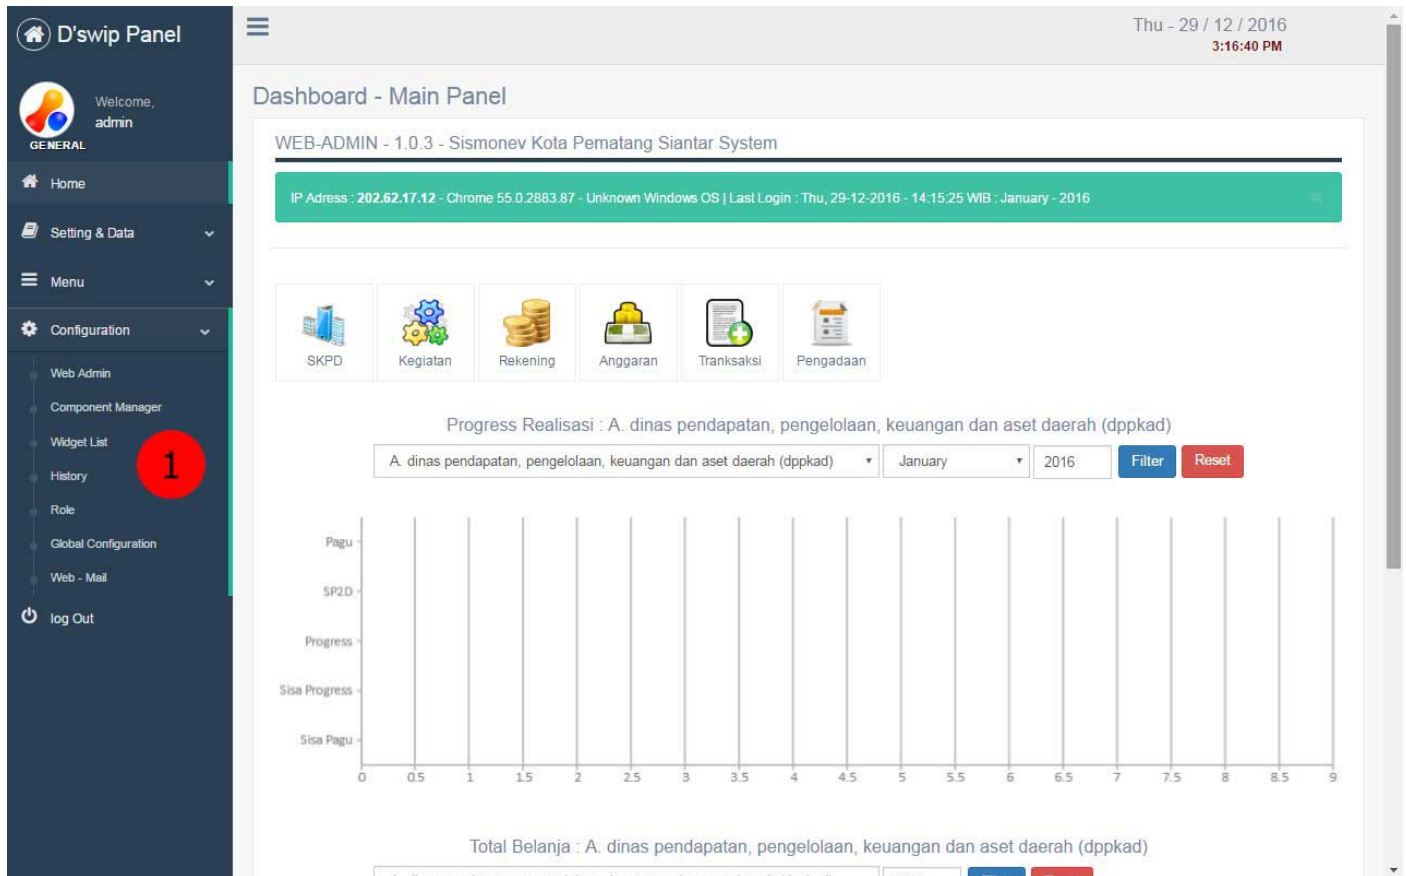 D'swip Panel
Thu - 29 / 12 / 2016
3:16:40 PM
Welcome,
admin
GENERAL
Home
Setting & Data
Menu
Configuration
Web Admin
Component Manager
Widget List
History
Role
Global Configuration
Web - Mail
log Out
1
Dashboard - Main Panel
WEB-ADMIN - 1.0.3 - Sismonev Kota Pematang Siantar System
IP Adress : 202.62.17.12 - Chrome 55.0.2883.87 - Unknown Windows OS | Last Login : Thu, 29-12-2016 - 14:15:25 WIB : January - 2016
SKPD Kegiatan Rekening Anggaran Tranksaksi Pengadaan
Progress Realisasi : A. dinas pendapatan, pengelolaan, keuangan dan aset daerah (dppkad)
A. dinas pendapatan, pengelolaan, keuangan dan aset daerah (dppkad) January 2016 Filter Reset
Pagu
SP2D
Progress
Sisa Progress
Sisa Pagu
0 0.5 1 1.5 2 2.5 3 3.5 4 4.5 5 5.5 6 6.5 7 7.5 8 8.5 9
Total Belanja : A. dinas pendapatan, pengelolaan, keuangan dan aset daerah (dppkad)